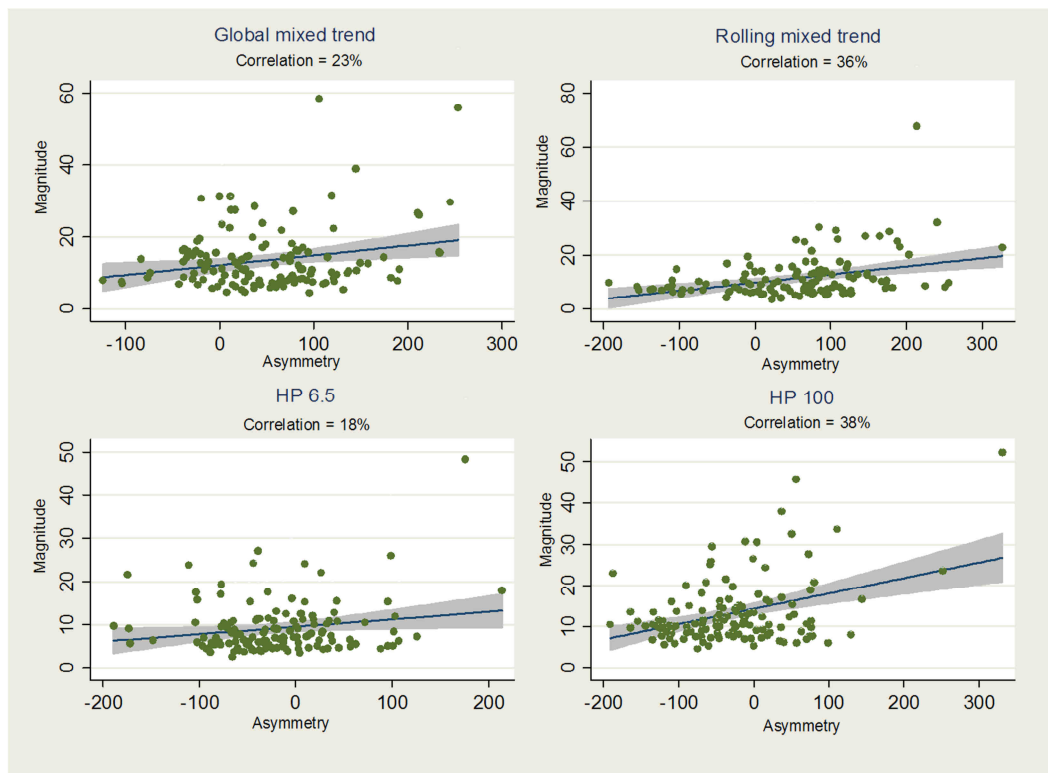 Global mixed trend
Correlation = 23%
Magnitude
60
40
20
0
-100 0 100 200 300
Asymmetry
Rolling mixed trend
Correlation = 36%
Magnitude
80
60
40
20
0
-200 -100 0 100 200 300
Asymmetry
HP 6.5
Correlation = 18%
Magnitude
50
40
30
20
10
0
-200 -100 0 100 200
Asymmetry
HP 100
Correlation = 38%
Magnitude
50
40
30
20
10
0
-200 -100 0 100 200 300
Asymmetry